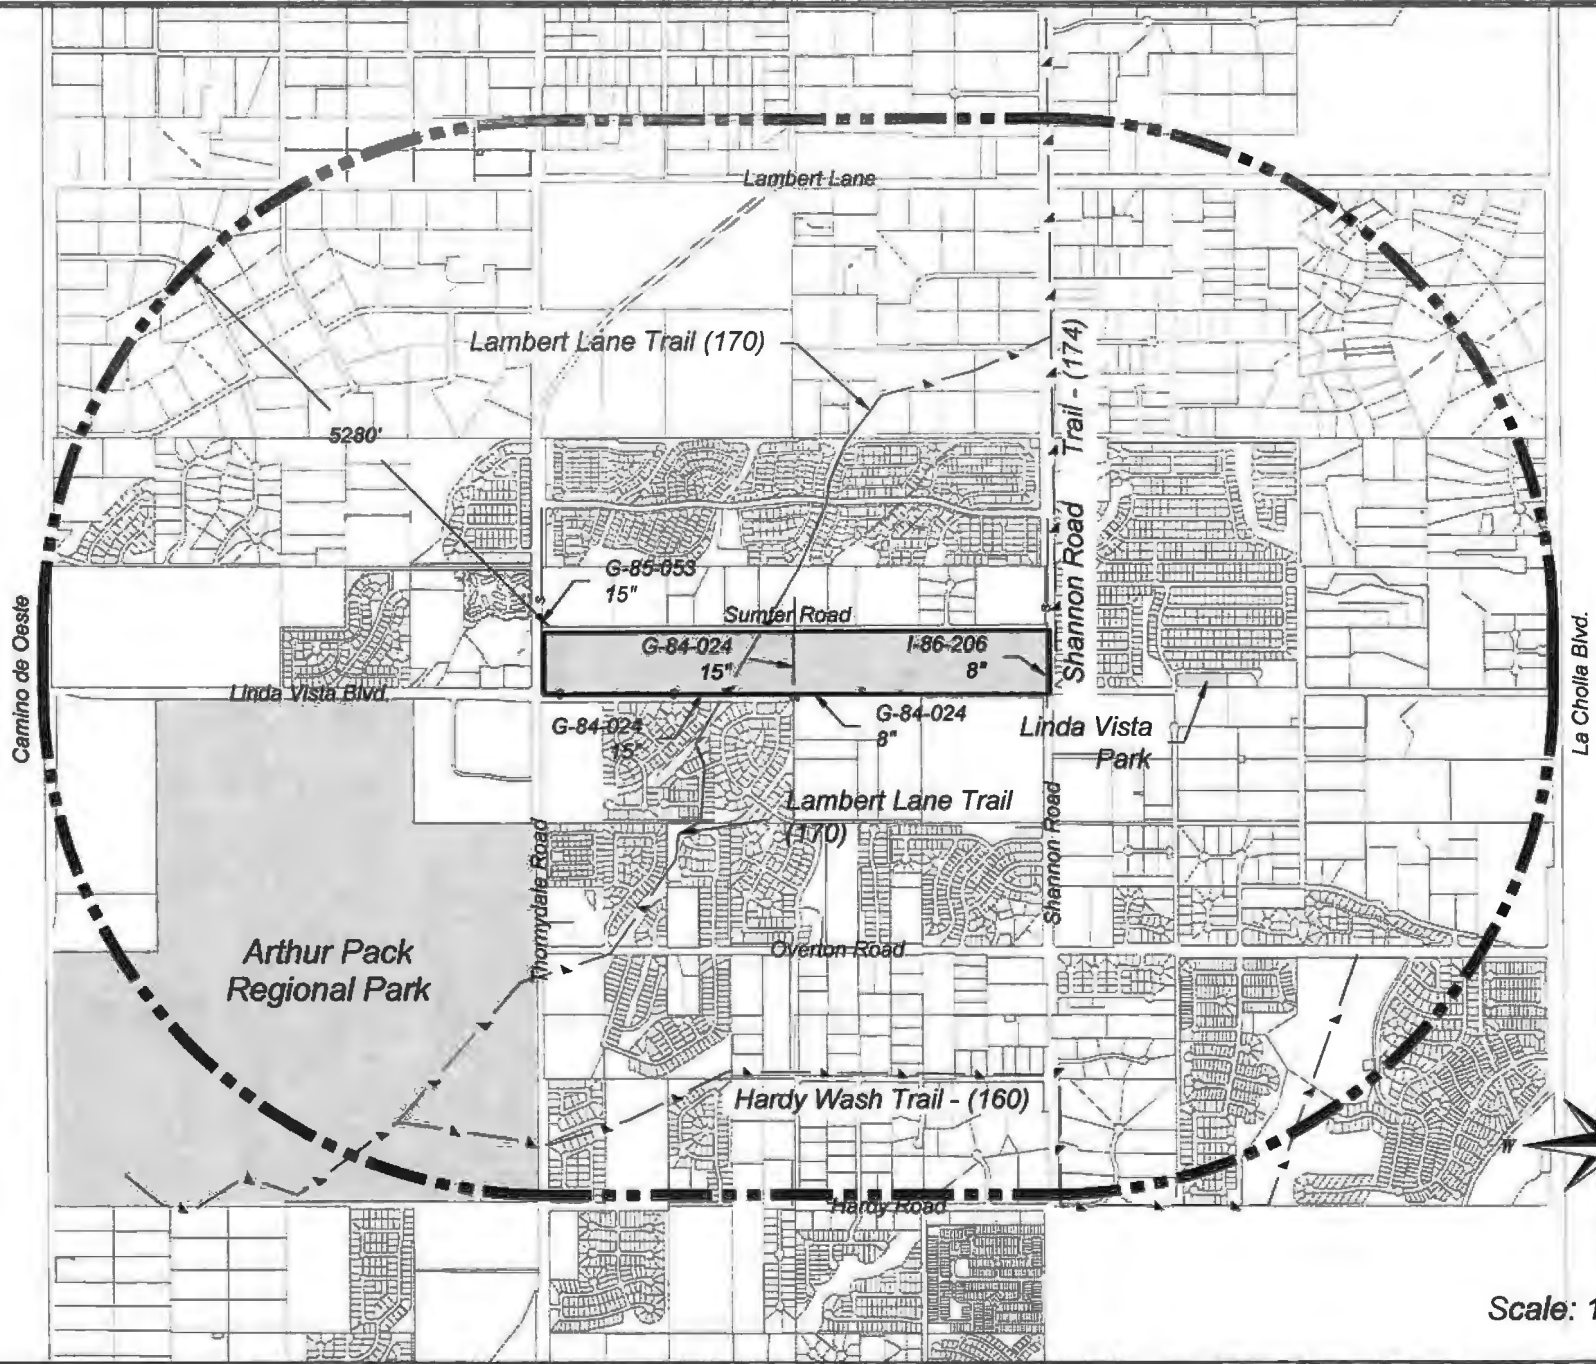 Lambert Lane
Lambert Lane Trail (170)
Shannon Road Trail - (174)
5280'
G-85-053
15"
Sumter Road
G-84-024
15"
I-86-206
8"
Camino de Oeste
La Cholla Blvd.
Linda Vista Blvd.
G-84-024
15"
G-84-024
8"
Linda Vista
Park
Lambert Lane Trail
(170)
Thornydale Road
Shannon Road
Overton Road
Arthur Pack
Regional Park
Hardy Wash Trail - (160)
W
Hardy Road
Scale: 1